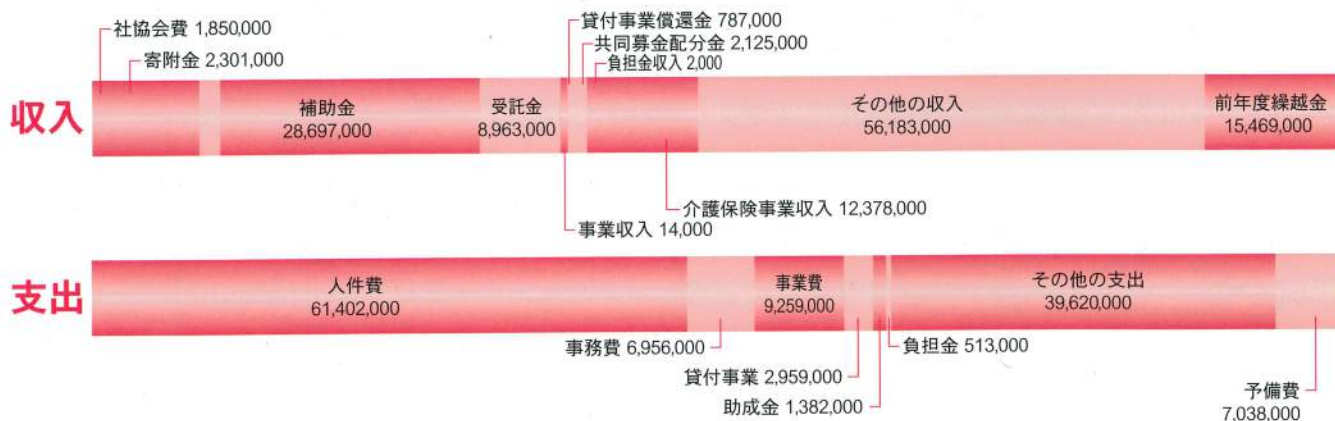 社協会費 1,850,000
寄附金 2,301,000
貸付事業償還金 787,000
共同募金配分金 2,125,000
負担金収入 2,000
収入
補助金
28,697,000
受託金
8,963,000
その他の収入
56,183,000
前年度繰越金
15,469,000
介護保険事業収入 12,378,000
事業収入 14,000
支出
人件費
61,402,000
事業費
9,259,000
その他の支出
39,620,000
事務費 6,956,000
負担金 513,000
貸付事業 2,959,000
助成金 1,382,000
予備費
7,038,000